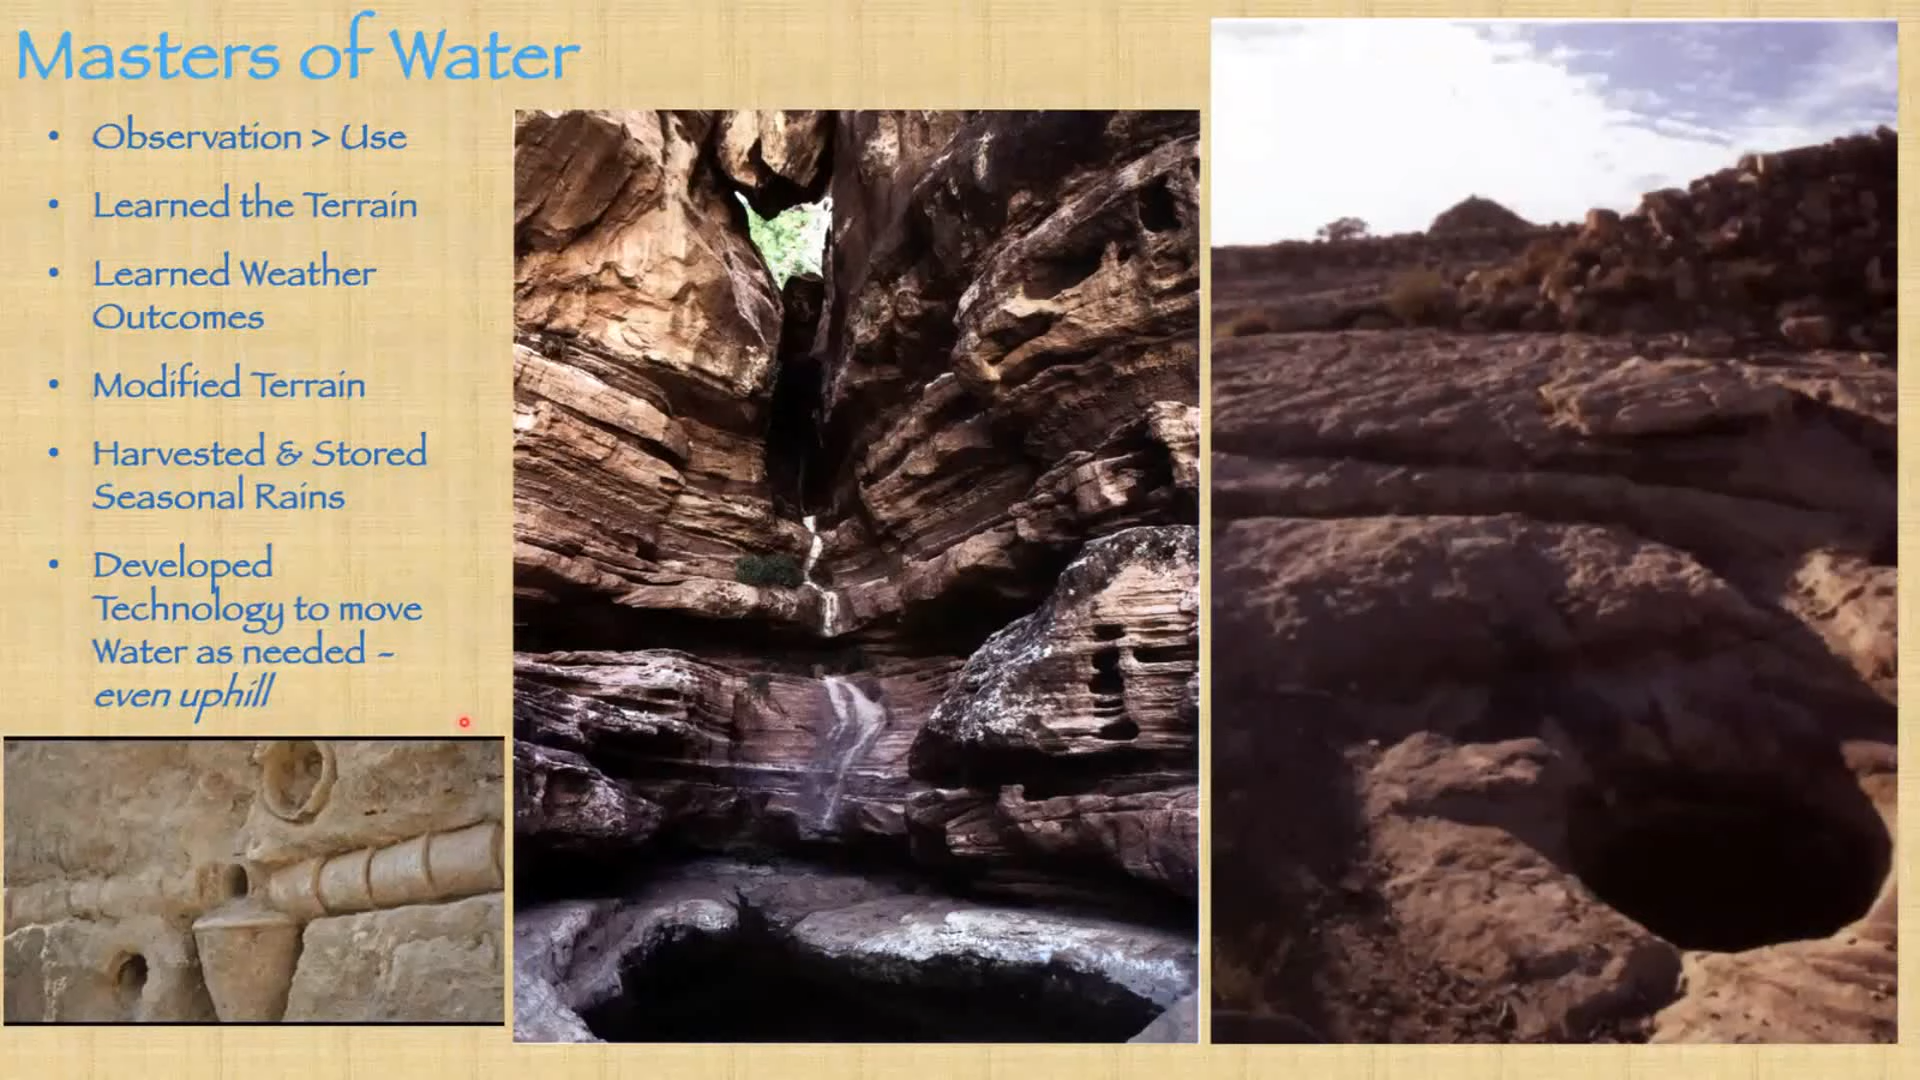 Masters of Water
• Observation > Use
• Learned the Terrain
• Learned Weather
Outcomes
• Modified Terrain
• Harvested & Stored
Seasonal Rains
• Developed
Technology to move
Water as needed –
even uphill